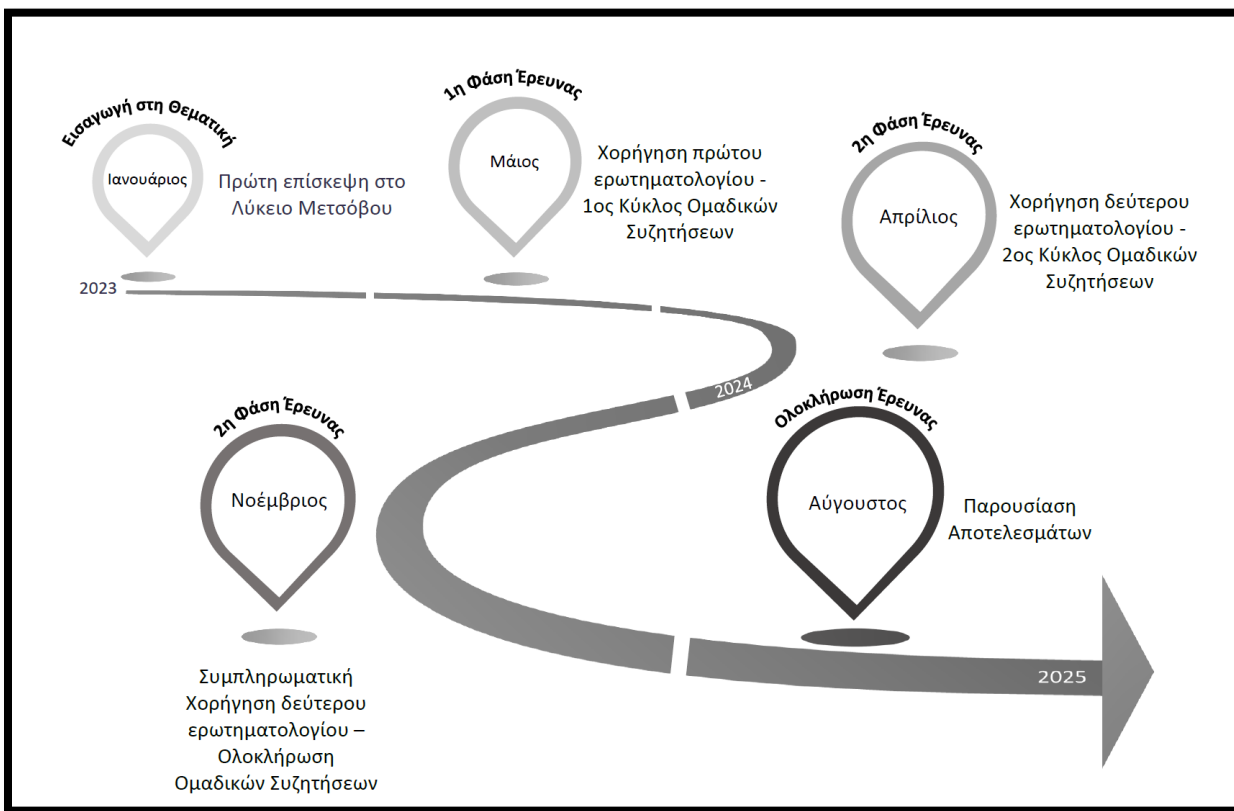 Εισαγωγή στη Θεματική
Ιανουάριος
Πρώτη επίσκεψη στο
Λύκειο Μετσόβου
1η Φάση Έρευνας
Μάιος
Χορήγηση πρώτου
ερωτηματολογίου -
1ος Κύκλος Ομαδικών
Συζητήσεων
2η Φάση Έρευνας
Απρίλιος
Χορήγηση δεύτερου
ερωτηματολογίου -
2ος Κύκλος Ομαδικών
Συζητήσεων
2023
2024
2η Φάση Έρευνας
Νοέμβριος
Συμπληρωματική
Χορήγηση δεύτερου
ερωτηματολογίου –
Ολοκλήρωση
Ομαδικών Συζητήσεων
Ολοκλήρωση Έρευνας
Αύγουστος
Παρουσίαση
Αποτελεσμάτων
2025